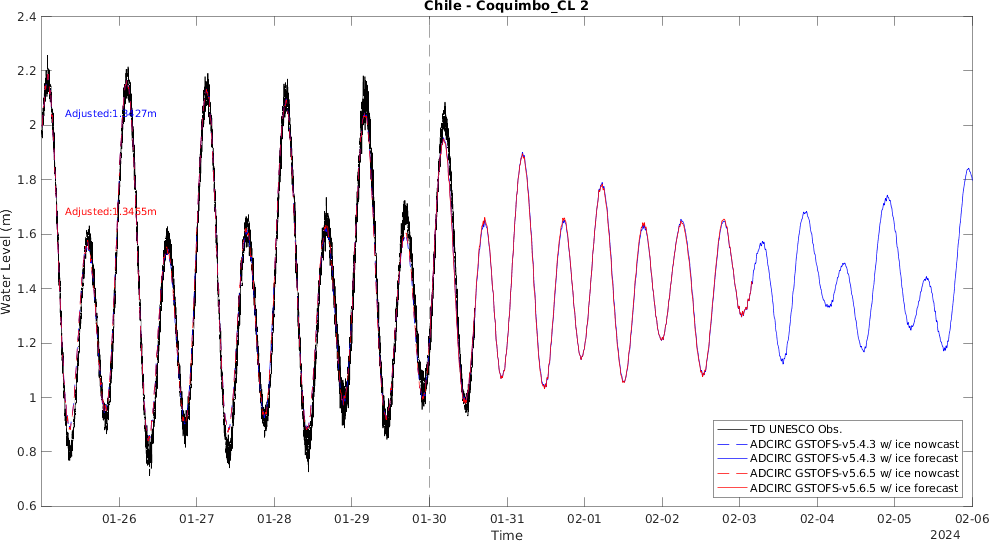 Chile - Coquimbo_CL 2
2.4
2.2
2
1.8
1.6
1.4
1.2
1
0.8
0.6
Water Level (m)
Adjusted:1.3427m
Adjusted:1.3465m
TD UNESCO Obs.
ADCIRC GSTOFS-v5.4.3 w/ ice nowcast
ADCIRC GSTOFS-v5.4.3 w/ ice forecast
ADCIRC GSTOFS-v5.6.5 w/ ice nowcast
ADCIRC GSTOFS-v5.6.5 w/ ice forecast
01-26 01-27 01-28 01-29 01-30 01-31 02-01 02-02 02-03 02-04 02-05 02-06
Time
2024